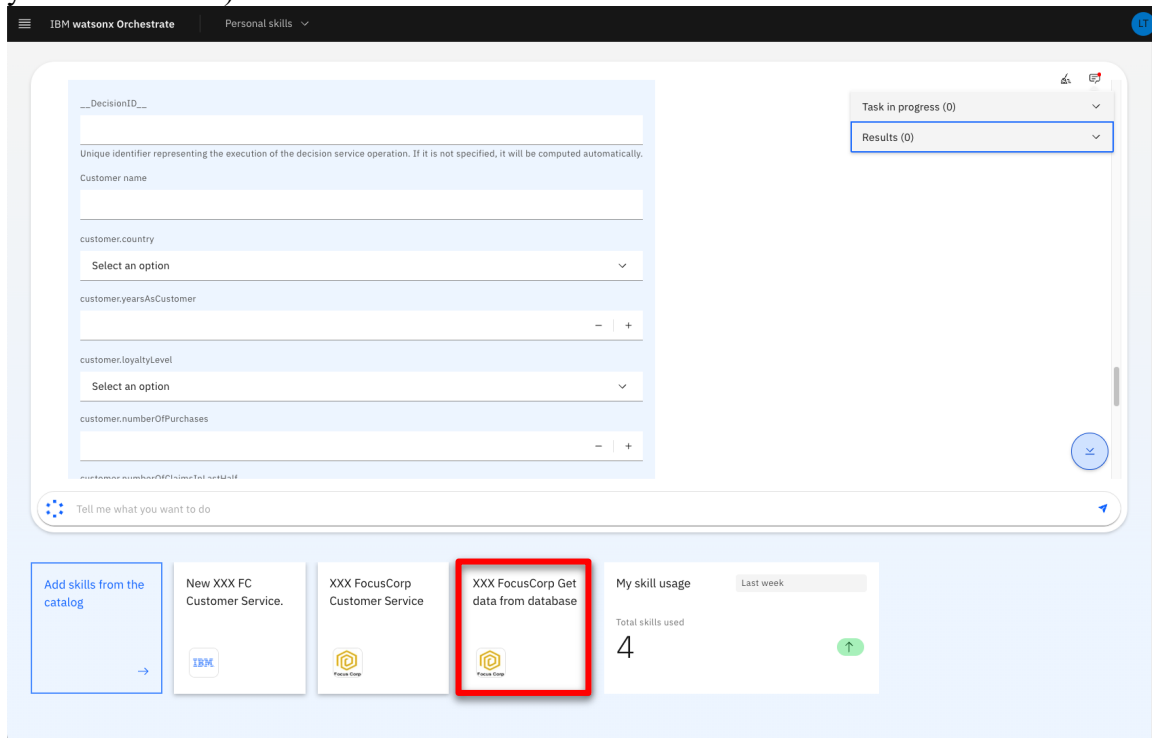 IBM watsonx Orchestrate
Personal skills
LT
__DecisionID__
Unique identifier representing the execution of the decision service operation. If it is not specified, it will be computed automatically.
Customer name
customer.country
Select an option
customer.yearsAsCustomer
customer.loyaltyLevel
Select an option
customer.numberOfPurchases
customer.numberOfClaimsInLastHalf
Task in progress (0)
Results (0)
Tell me what you want to do
Add skills from the
catalog
New XXX FC
Customer Service.
IBM
XXX FocusCorp
Customer Service
Focus Corp
XXX FocusCorp Get
data from database
Focus Corp
My skill usage
Last week
Total skills used
4